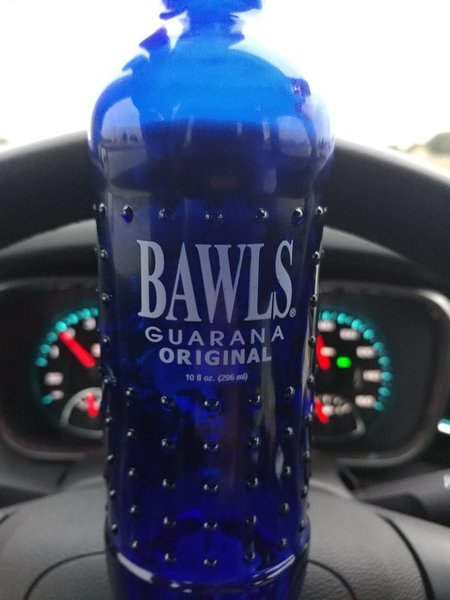 BAWLS®
GUARANA
ORIGINAL
10 fl oz. (296 ml)